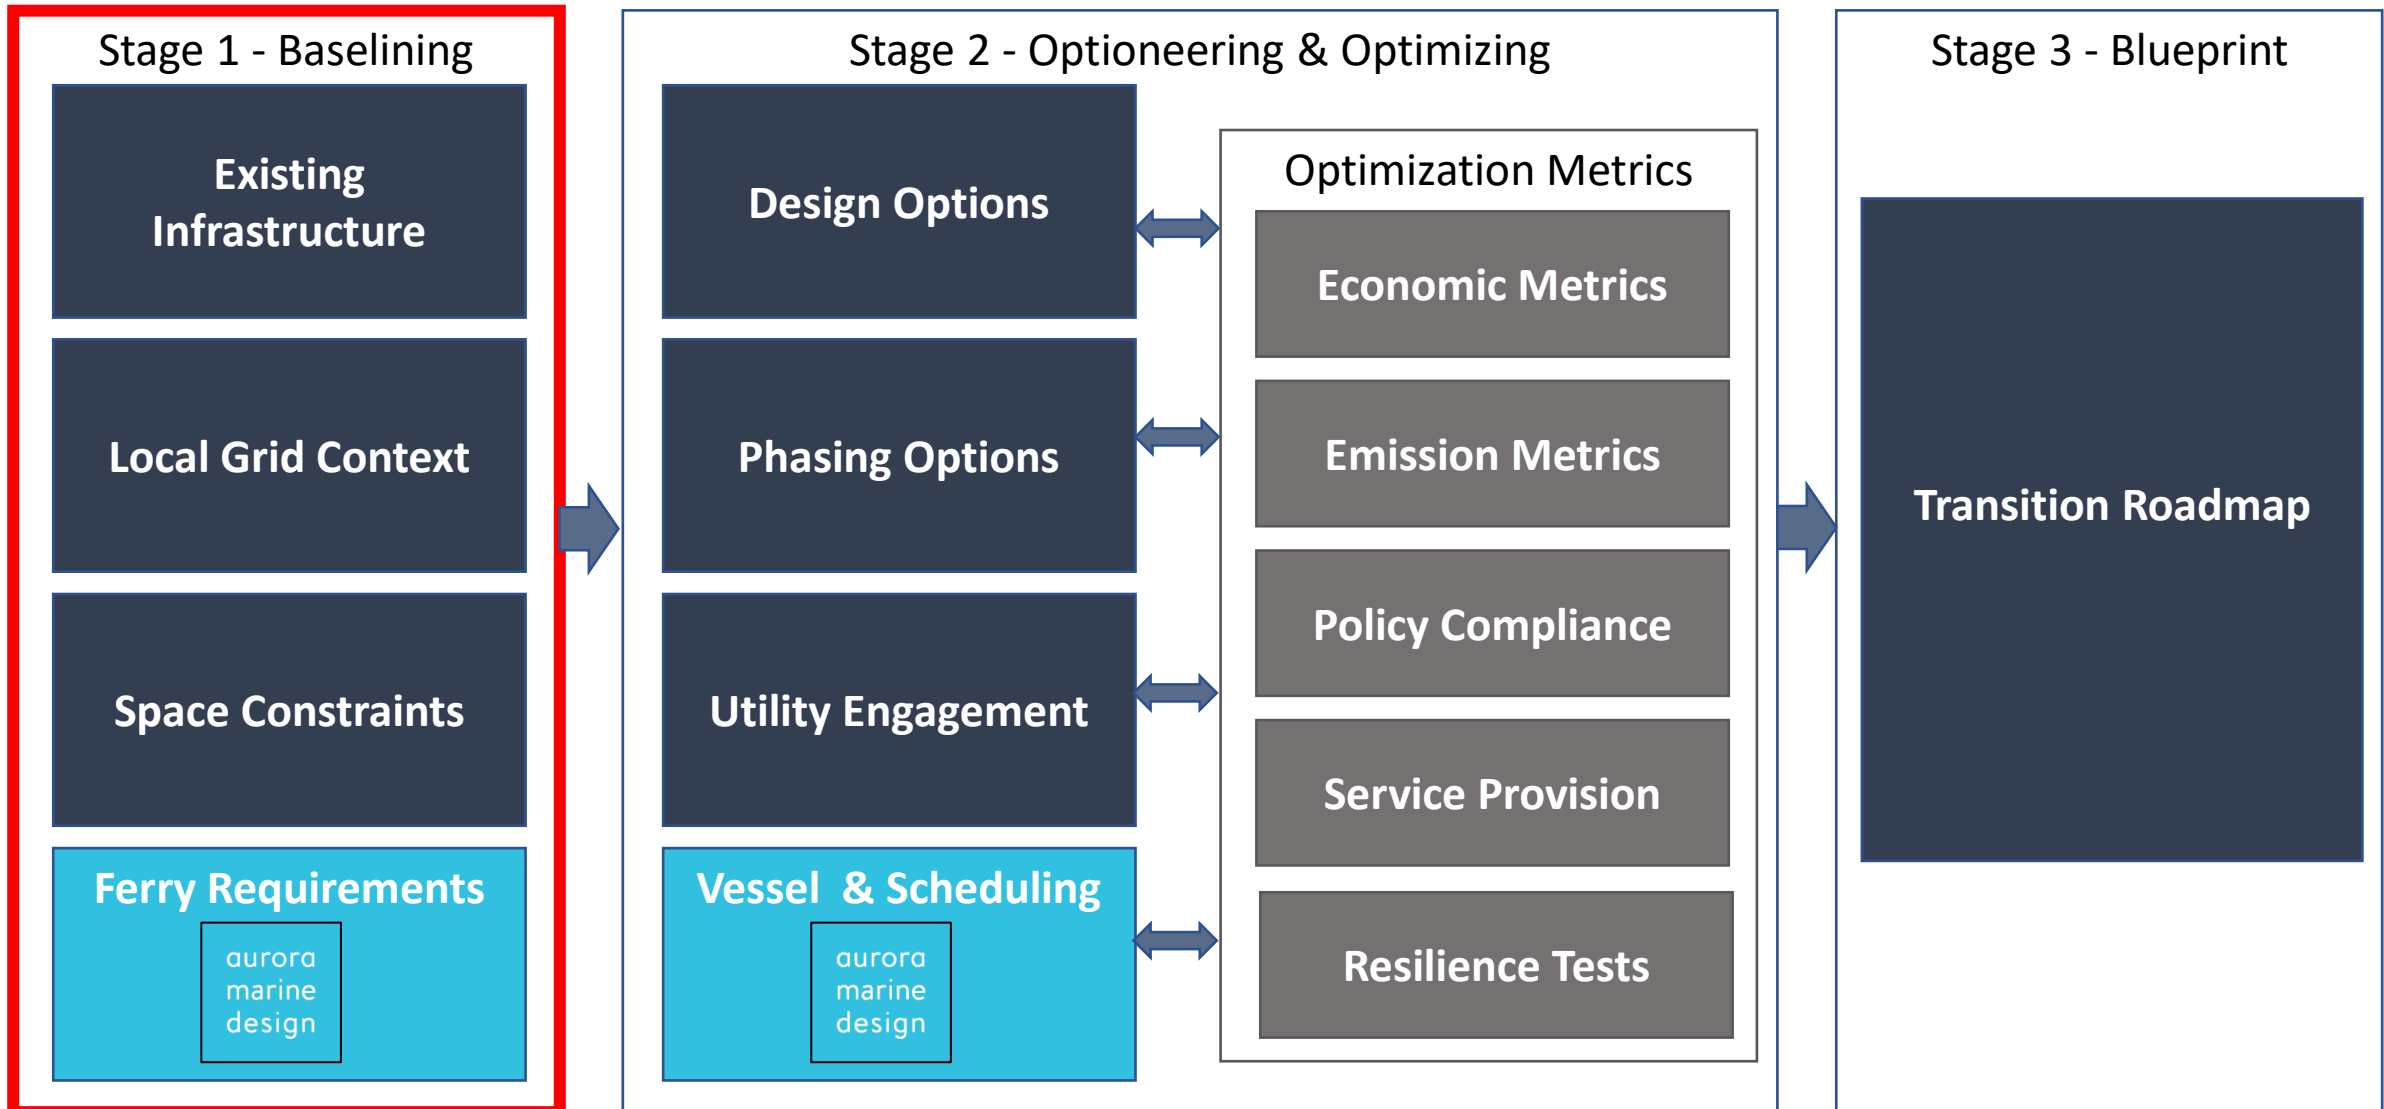 Stage 1 - Baselining
Existing
Infrastructure
Local Grid Context
Space Constraints
Ferry Requirements
aurora
marine
design
Stage 2 - Optioneering & Optimizing
Design Options
Phasing Options
Utility Engagement
Vessel  & Scheduling
aurora
marine
design
Optimization Metrics
Economic Metrics
Emission Metrics
Policy Compliance
Service Provision
Resilience Tests
Stage 3 - Blueprint
Transition Roadmap